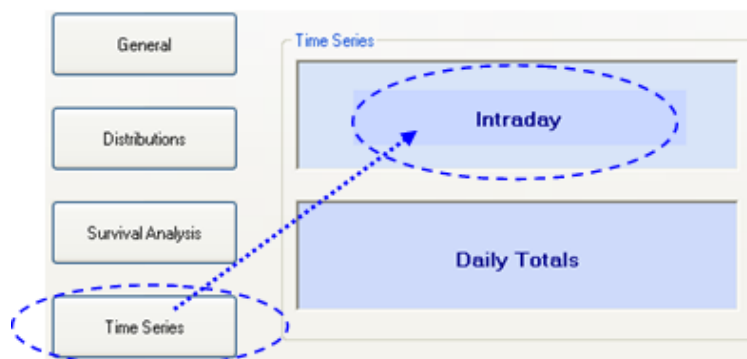 General
Distributions
Survival Analysis
Time Series
Time Series
Intraday
Daily Totals